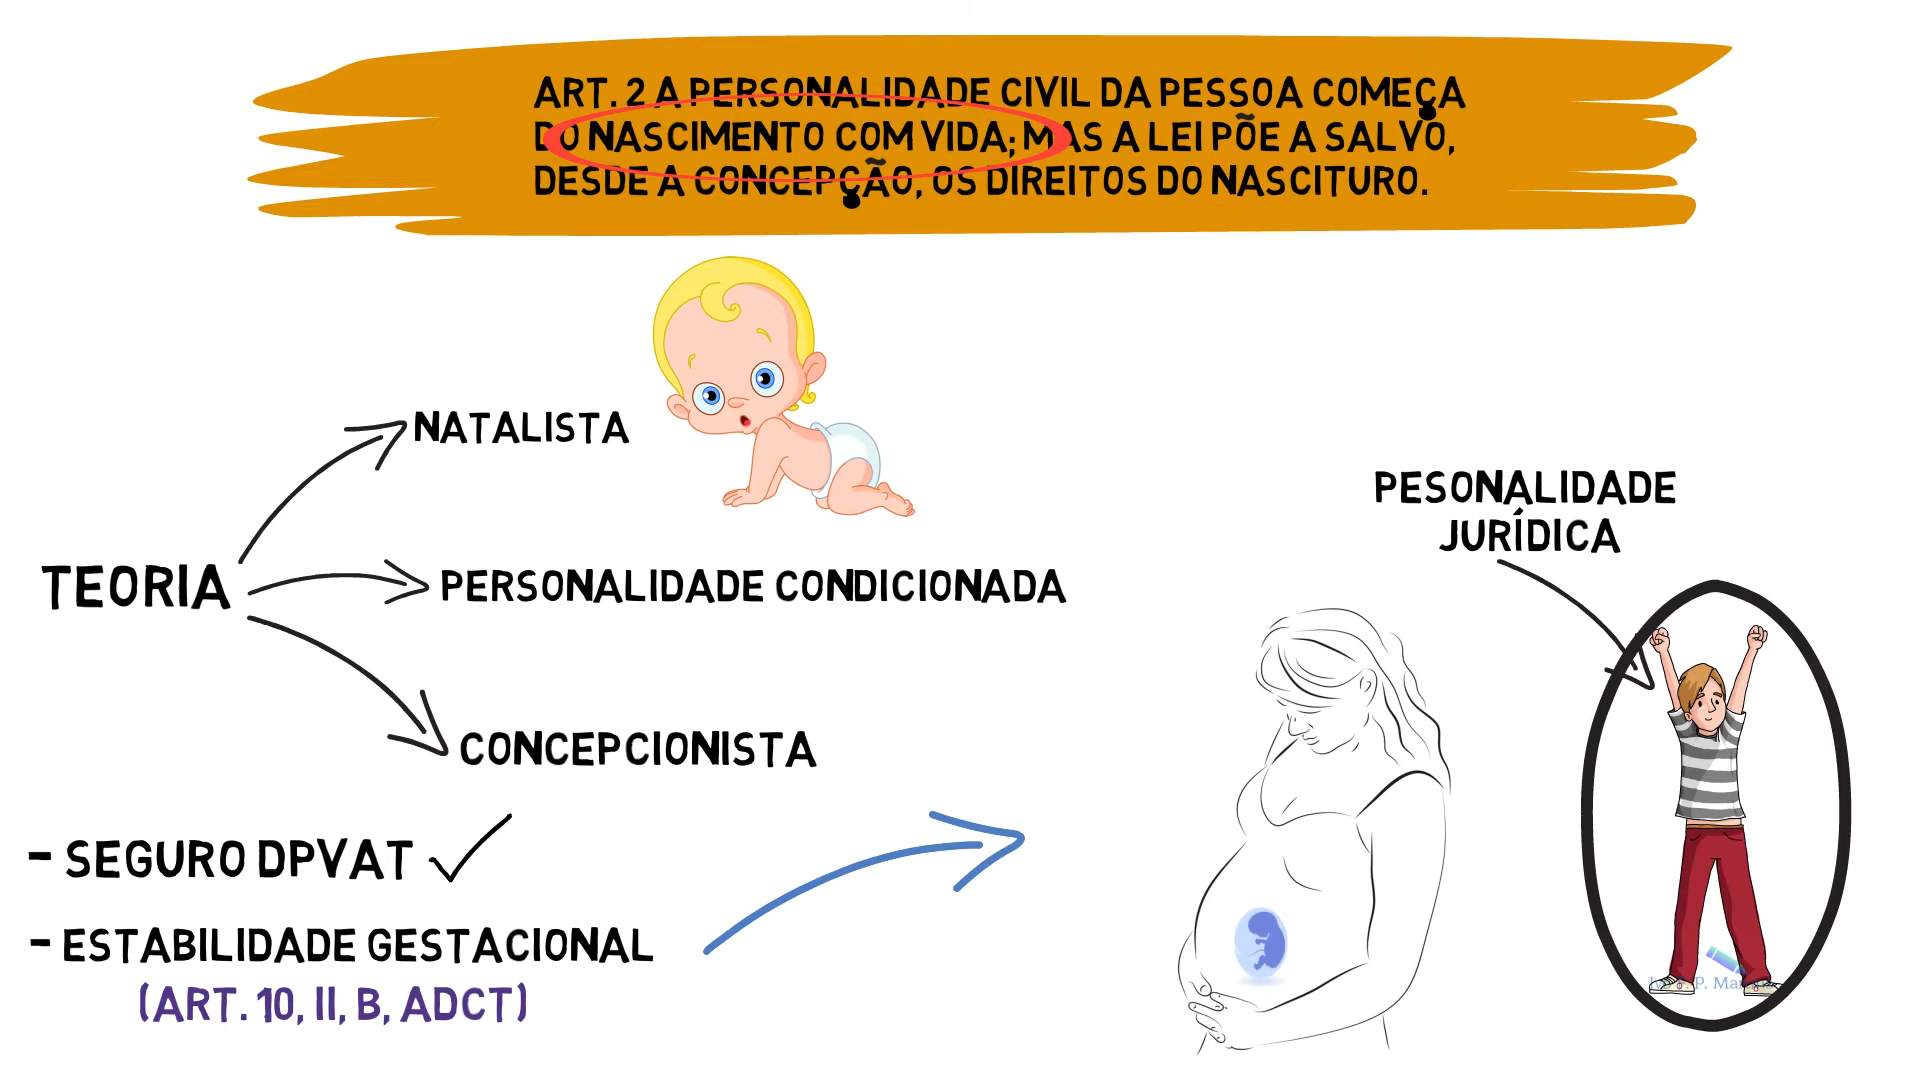 ART. 2 A PERSONALIDADE CIVIL DA PESSOA COMEÇA
DO NASCIMENTO COM VIDA; MAS A LEI PÕE A SALVO,
DESDE A CONCEPÇÃO, OS DIREITOS DO NASCITURO.
NATALISTA
PESONALIDADE
JURÍDICA
TEORIA
PERSONALIDADE CONDICIONADA
CONCEPCIONISTA
- SEGURO DPVAT
- ESTABILIDADE GESTACIONAL
(ART. 10, II, B, ADCT)
P.